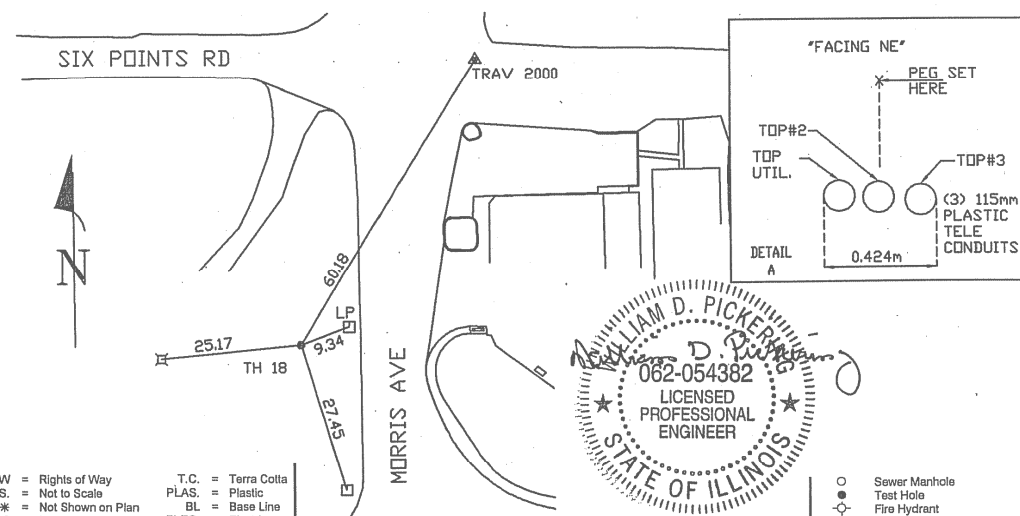 SIX POINTS RD
TRAV 2000
"FACING NE"
PEG SET
HERE
TOP#2
TOP
UTIL.
TOP#3
(3) 115mm
PLASTIC
TELE
CONDUITS
DETAIL
A
0.424m
N
60.18
LP
25.17
9.34
TH 18
27.45
MORRIS AVE
WILLIAM D. PICKERING
William D. Pickering
062-054382
LICENSED
PROFESSIONAL
ENGINEER
STATE OF ILLINOIS
W = Rights of Way
S. = Not to Scale
* = Not Shown on Plan
T.C. = Terra Cotta
PLAS. = Plastic
BL = Base Line
Sewer Manhole
Test Hole
Fire Hydrant